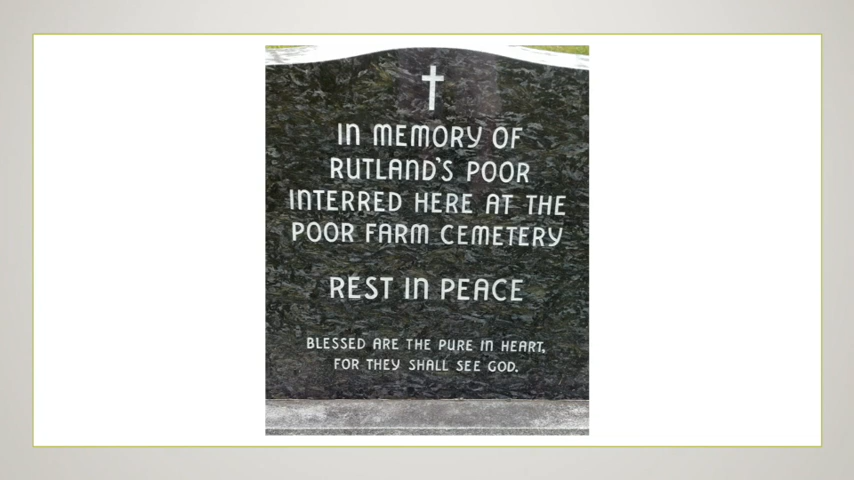 IN MEMORY OF
RUTLAND'S POOR
INTERRED HERE AT THE
POOR FARM CEMETERY
REST IN PEACE
BLESSED ARE THE PURE IN HEART,
FOR THEY SHALL SEE GOD.